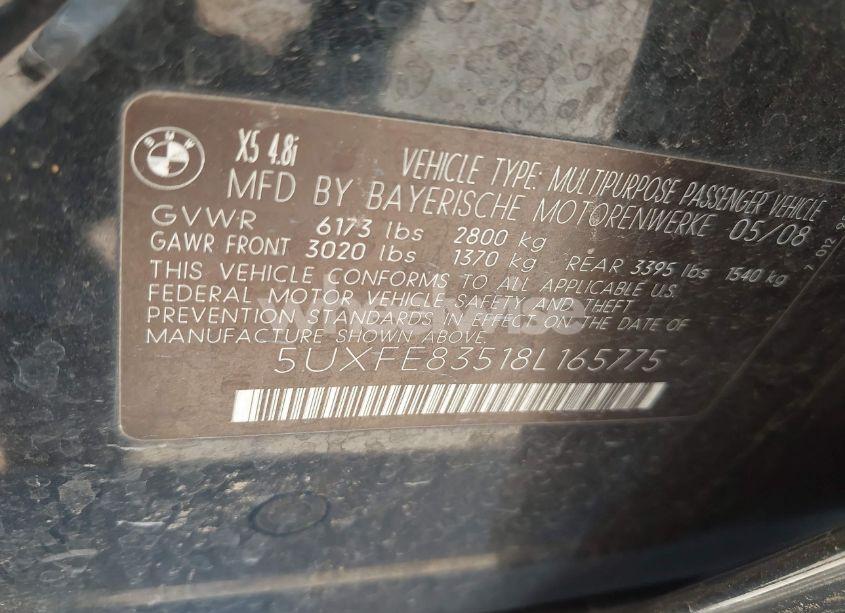 BMW
X5 4.8i
VEHICLE TYPE: MULTIPURPOSE PASSENGER VEHICLE
MFD BY BAYERISCHE MOTORENWERKE 05/08
GVWR 6173 lbs 2800 kg
GAWR FRONT 3020 lbs 1370 kg REAR 3395 lbs 1540 kg
THIS VEHICLE CONFORMS TO ALL APPLICABLE U.S.
FEDERAL MOTOR VEHICLE SAFETY AND THEFT
PREVENTION STANDARDS IN EFFECT ON THE DATE OF
MANUFACTURE SHOWN ABOVE.
5UXFE83518L165775